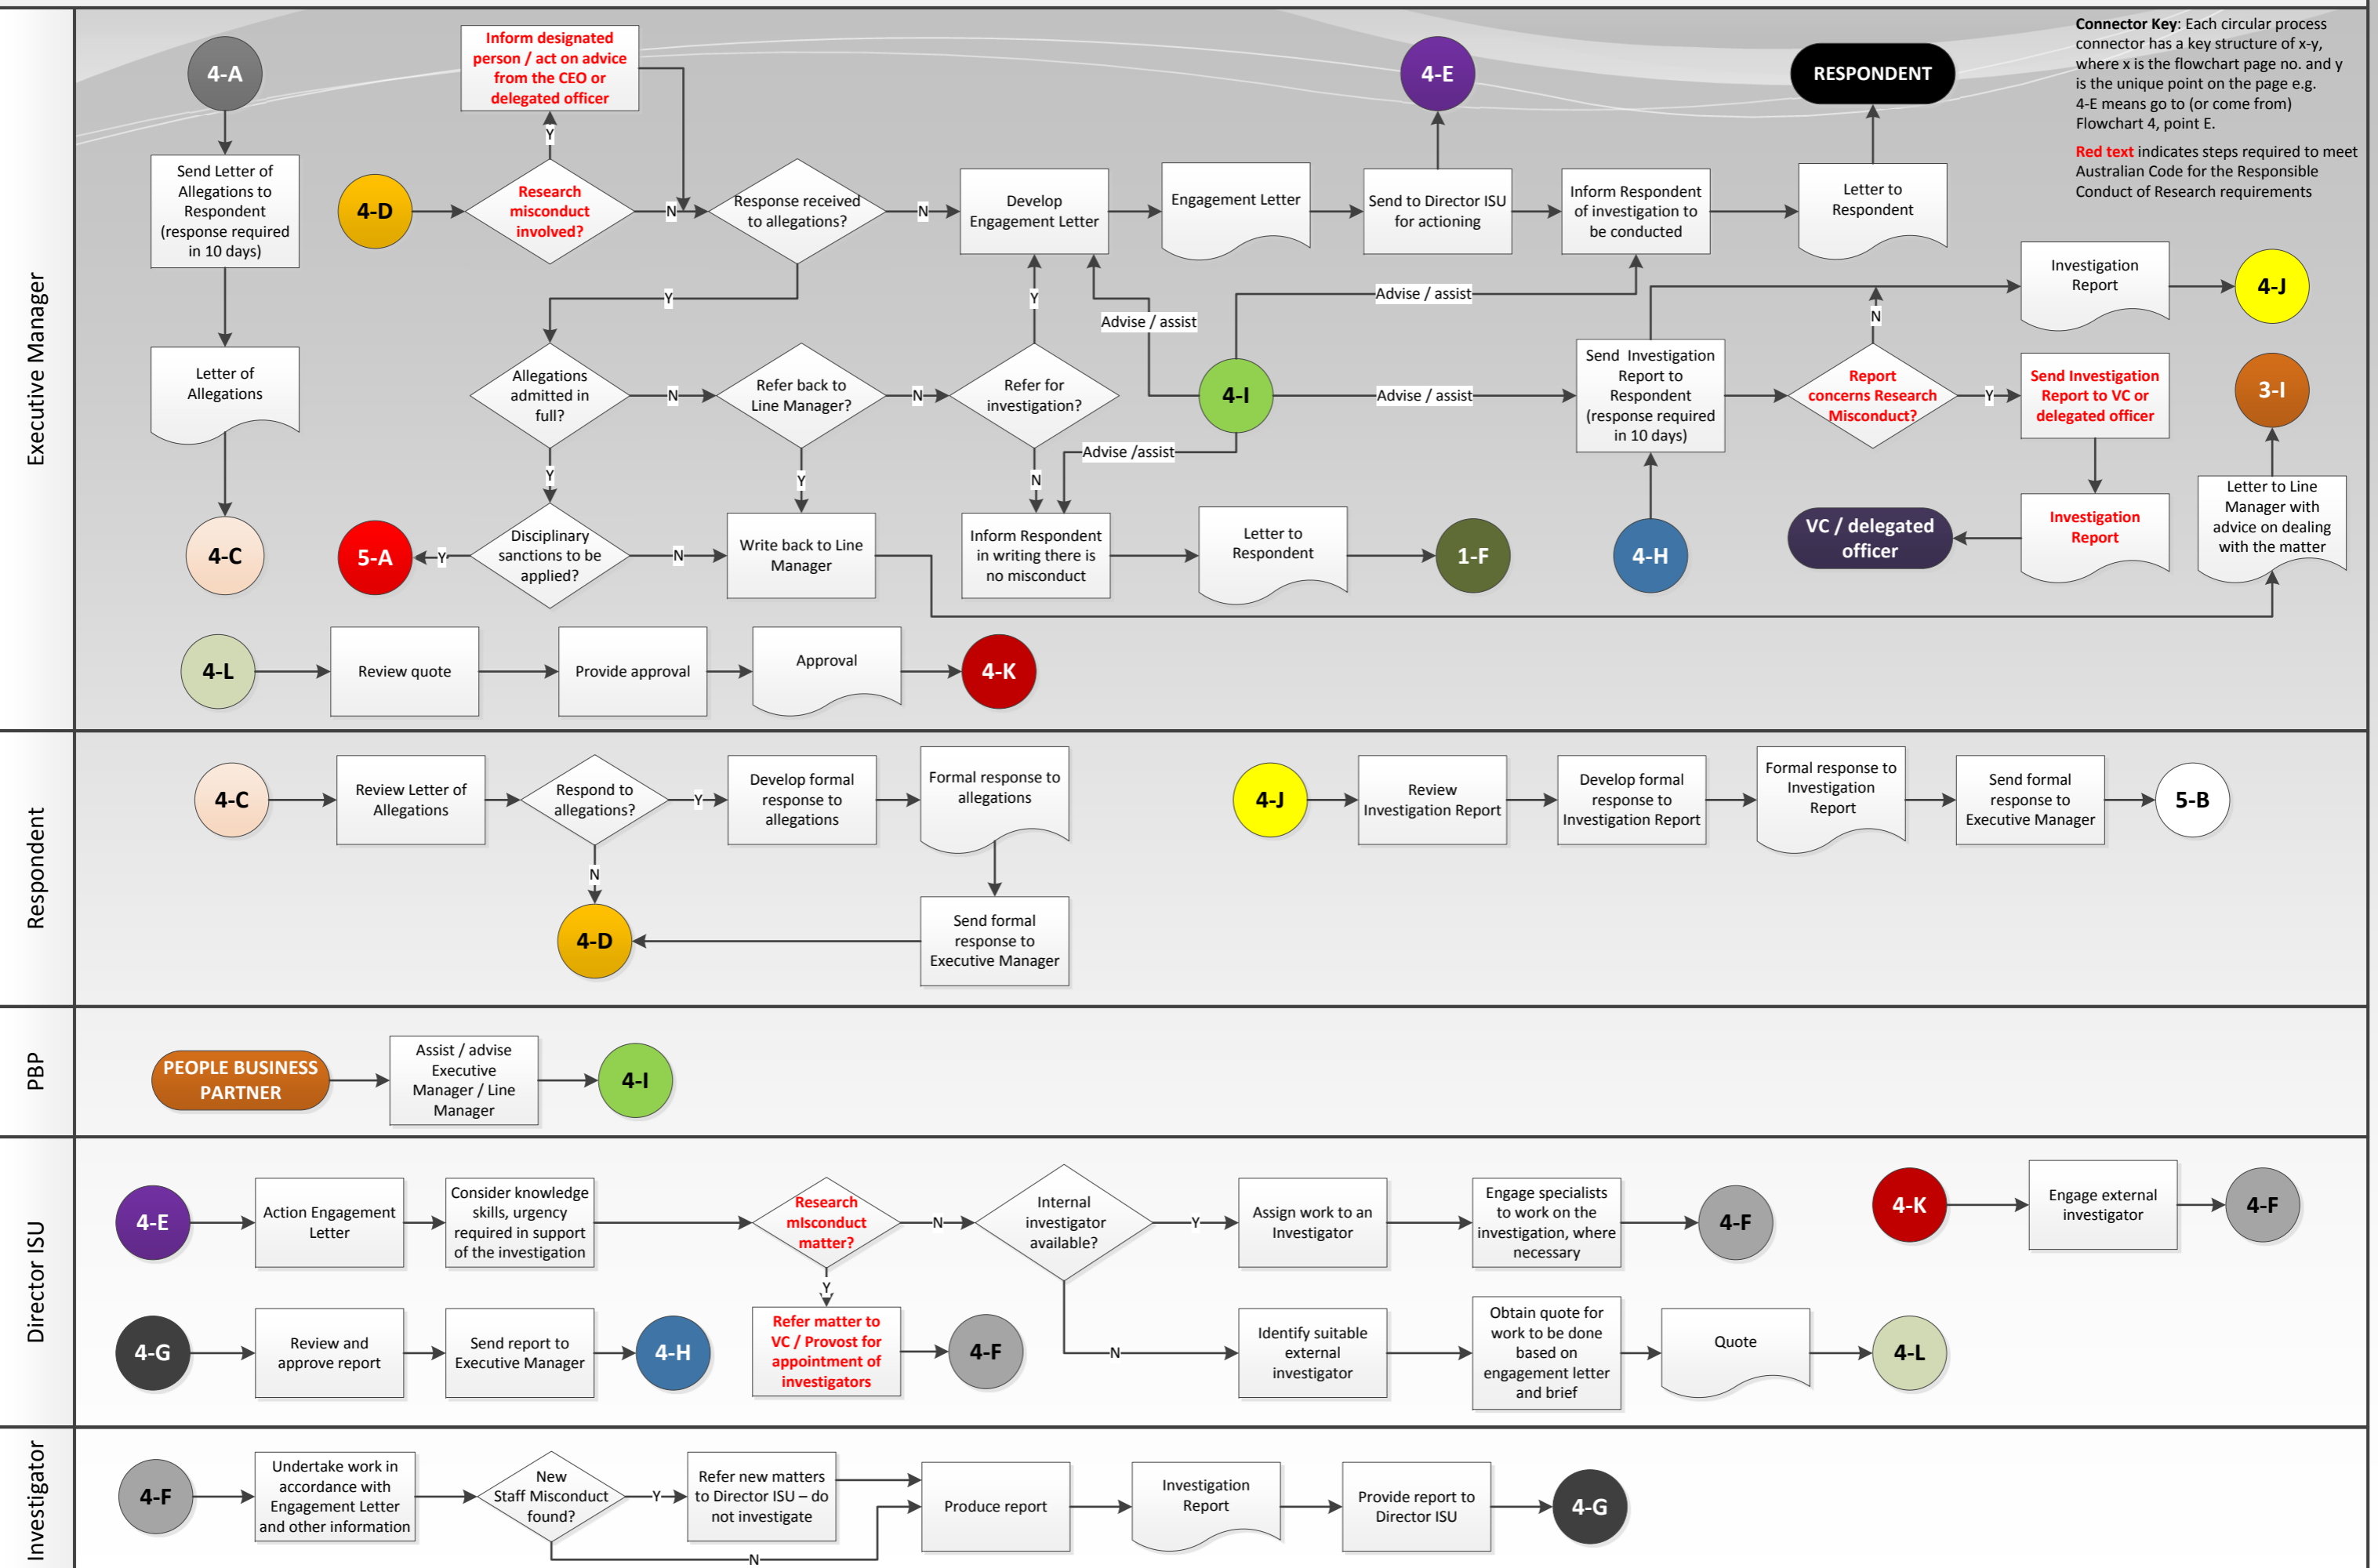 Executive Manager
4-A
Send Letter of
Allegations to
Respondent
(response required
in 10 days)
Letter of
Allegations
4-C
Inform designated
person / act on advice
from the CEO or
delegated officer
Y
4-D
Research
misconduct
involved?
N
Response received
to allegations?
N
Develop
Engagement Letter
Engagement Letter
Send to Director ISU
for actioning
4-E
Inform Respondent
of investigation to
be conducted
Letter to
Respondent
RESPONDENT
Connector Key: Each circular process
connector has a key structure of x-y,
where x is the flowchart page no. and y
is the unique point on the page e.g.
4-E means go to (or come from)
Flowchart 4, point E.
Red text indicates steps required to meet
Australian Code for the Responsible
Conduct of Research requirements
Y
Y
Advise / assist
Advise / assist
Investigation
Report
4-J
N
Allegations
admitted in
full?
N
Refer back to
Line Manager?
N
Refer for
investigation?
4-I
Advise / assist
Send Investigation
Report to
Respondent
(response required
in 10 days)
Report
concerns Research
Misconduct?
Y
Send Investigation
Report to VC or
delegated officer
3-I
Advise /assist
Y
Y
N
5-A
Y
Disciplinary
sanctions to be
applied?
N
Write back to Line
Manager
Inform Respondent
in writing there is
no misconduct
Letter to
Respondent
1-F
4-H
VC / delegated
officer
Investigation
Report
Letter to Line
Manager with
advice on dealing
with the matter
4-L
Review quote
Provide approval
Approval
4-K
Respondent
4-C
Review Letter of
Allegations
Respond to
allegations?
Y
Develop formal
response to
allegations
Formal response to
allegations
N
4-D
Send formal
response to
Executive Manager
4-J
Review
Investigation Report
Develop formal
response to
Investigation Report
Formal response to
Investigation
Report
Send formal
response to
Executive Manager
5-B
PBP
PEOPLE BUSINESS
PARTNER
Assist / advise
Executive
Manager / Line
Manager
4-I
Director ISU
4-E
Action Engagement
Letter
Consider knowledge
skills, urgency
required in support
of the investigation
Research
mIsconduct
matter?
N
Internal
investigator
available?
Y
Assign work to an
Investigator
Engage specialists
to work on the
investigation, where
necessary
4-F
4-K
Engage external
investigator
4-F
Y
4-G
Review and
approve report
Send report to
Executive Manager
4-H
Refer matter to
VC / Provost for
appointment of
investigators
4-F
N
Identify suitable
external
investigator
Obtain quote for
work to be done
based on
engagement letter
and brief
Quote
4-L
Investigator
4-F
Undertake work in
accordance with
Engagement Letter
and other information
New
Staff Misconduct
found?
Y
Refer new matters
to Director ISU – do
not investigate
N
Produce report
Investigation
Report
Provide report to
Director ISU
4-G